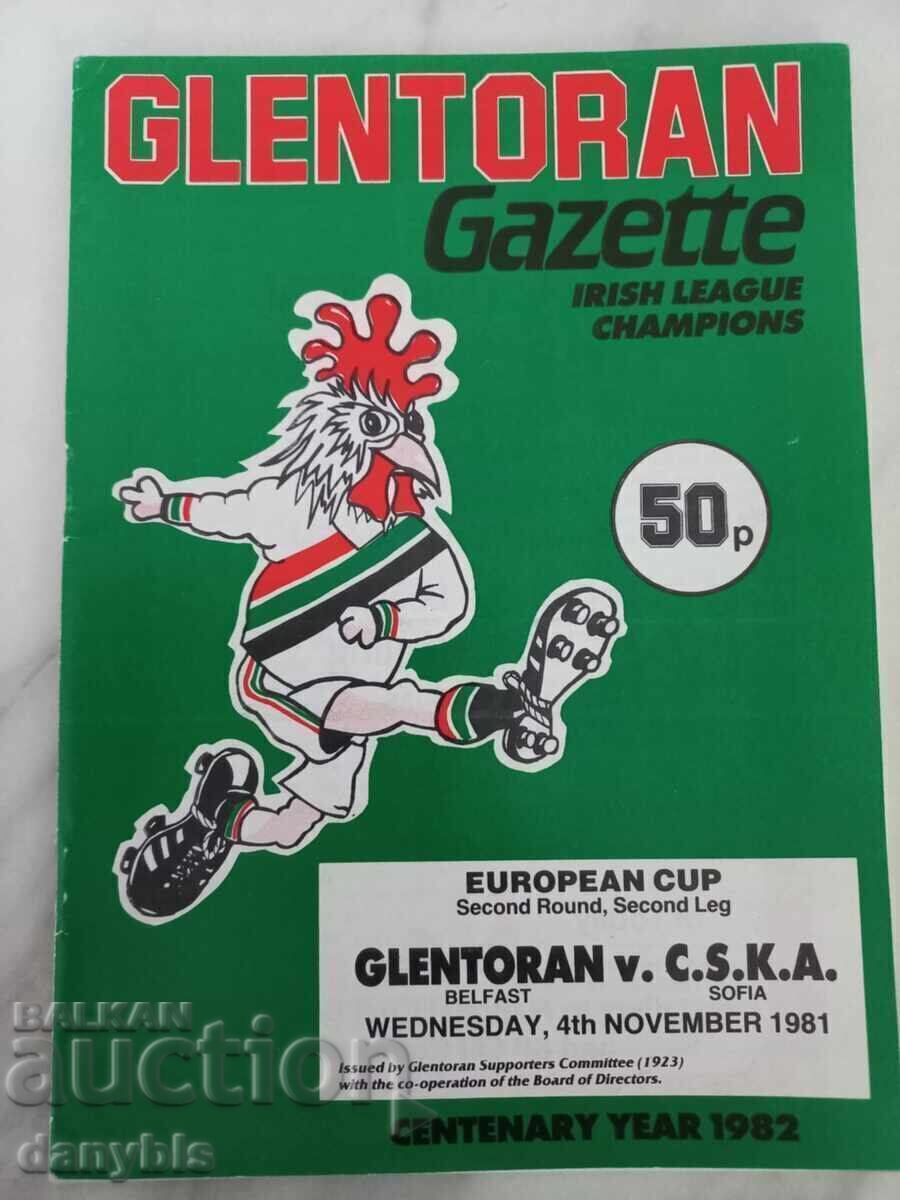 GLENTORAN
Gazette
IRISH LEAGUE
CHAMPIONS
50p
EUROPEAN CUP
Second Round, Second Leg
GLENTORAN v. C.S.K.A.
BELFAST SOFIA
WEDNESDAY, 4th NOVEMBER 1981
Issued by Glentoran Supporters Committee (1923)
with the co-operation of the Board of Directors.
CENTENARY YEAR 1982
BALKAN
auction
danybls